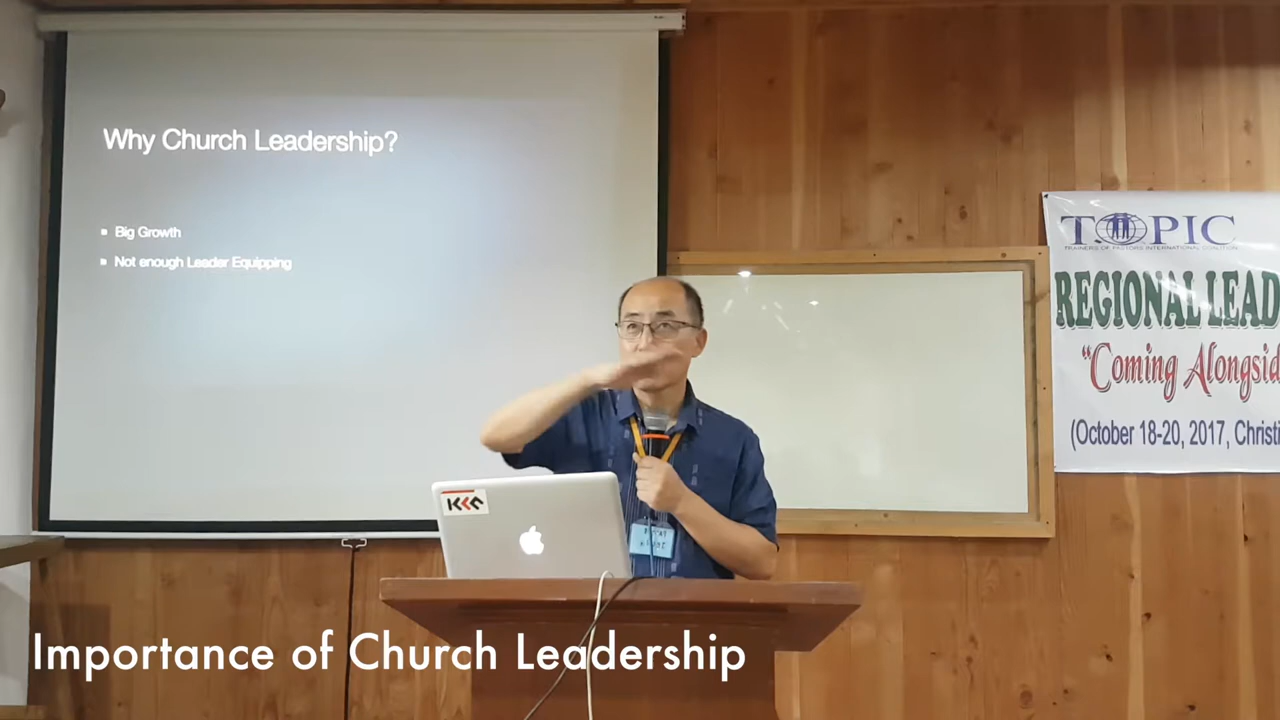 Why Church Leadership?
Big Growth
Not enough Leader Equipping
TOPIC
TRAINERS OF PASTORS INTERNATIONAL COALITION
REGIONAL LEAD
“Coming Alongsid
(October 18-20, 2017, Christi
Importance of Church Leadership